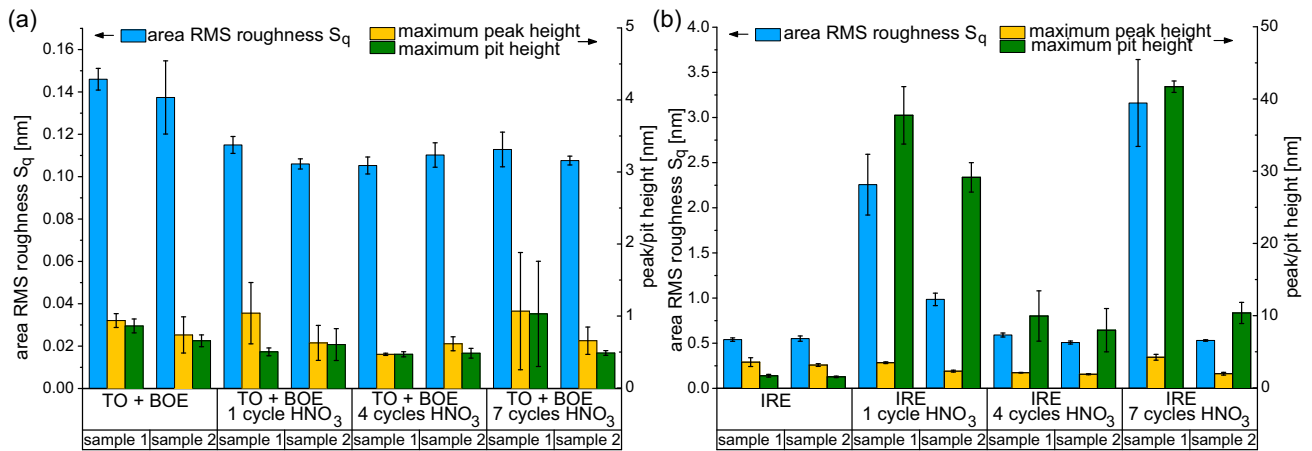 (a)
area RMS roughness Sq
maximum peak height
maximum pit height
area RMS roughness Sq [nm]
0.16
0.14
0.12
0.10
0.08
0.06
0.04
0.02
0.00
5
4
3
2
1
0
peak/pit height [nm]
TO + BOE
TO + BOE
1 cycle HNO3
TO + BOE
4 cycles HNO3
TO + BOE
7 cycles HNO3
sample 1 sample 2 sample 1 sample 2 sample 1 sample 2 sample 1 sample 2
(b)
area RMS roughness Sq
maximum peak height
maximum pit height
area RMS roughness Sq [nm]
4.0
3.5
3.0
2.5
2.0
1.5
1.0
0.5
0.0
50
40
30
20
10
0
peak/pit height [nm]
IRE
IRE
1 cycle HNO3
IRE
4 cycles HNO3
IRE
7 cycles HNO3
sample 1 sample 2 sample 1 sample 2 sample 1 sample 2 sample 1 sample 2